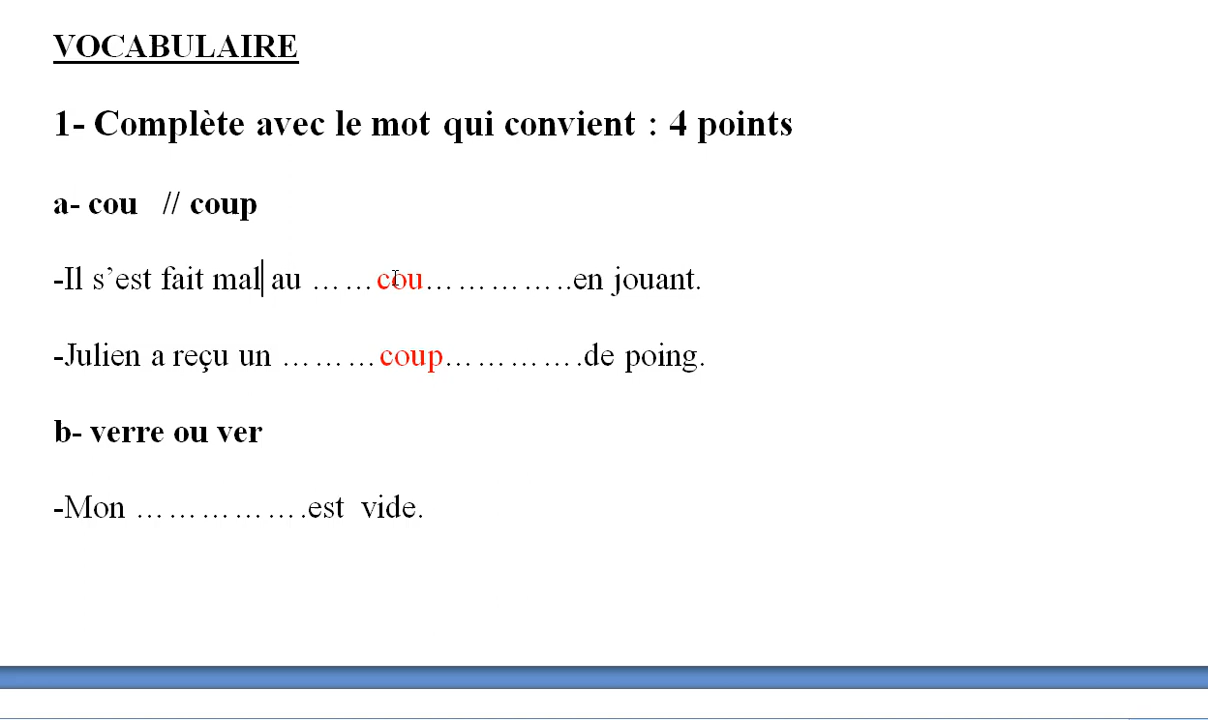 VOCABULAIRE
1- Complète avec le mot qui convient : 4 points
a- cou // coup
-Il s’est fait mal au ……cou…………..en jouant.
-Julien a reçu un ………coup………….de poing.
b- verre ou ver
-Mon …………….est vide.